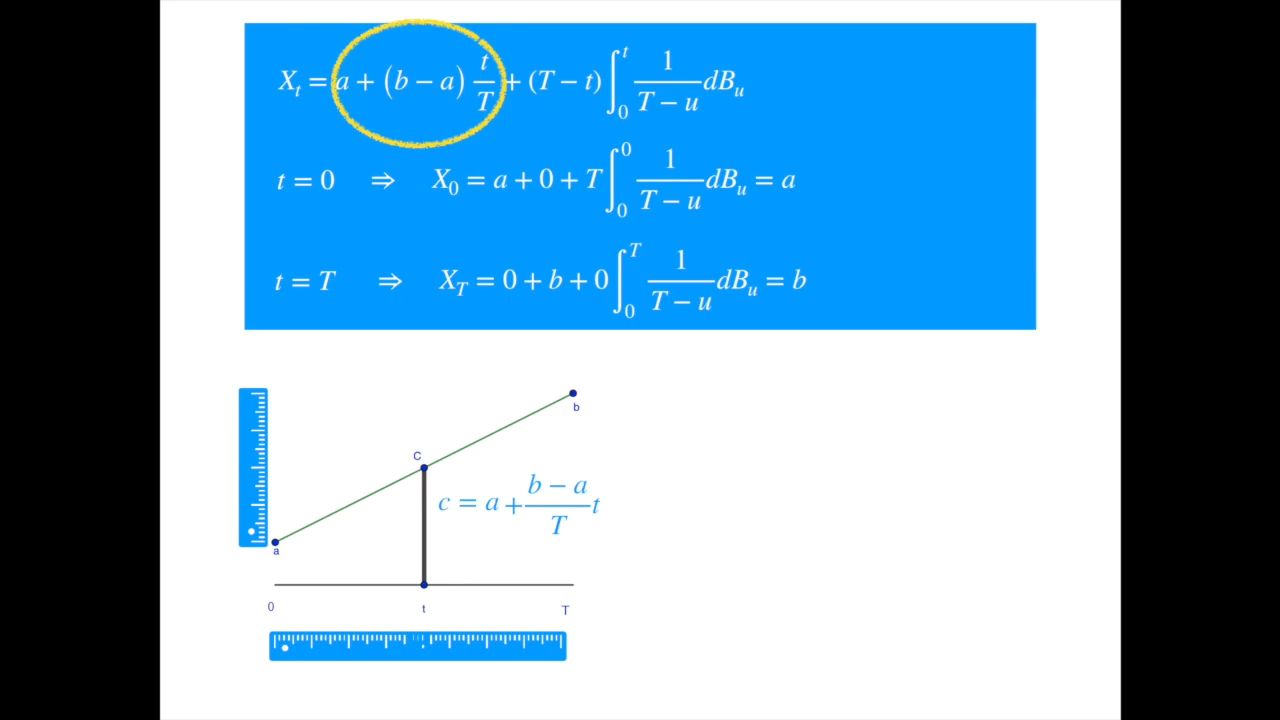 X_t = a + (b − a) t/T + (T − t) ∫_0^t 1/(T − u) dB_u
t = 0 ⇒ X_0 = a + 0 + T ∫_0^0 1/(T − u) dB_u = a
t = T ⇒ X_T = 0 + b + 0 ∫_0^T 1/(T − u) dB_u = b
b
C
c = a + (b − a)/T t
a
0 t T